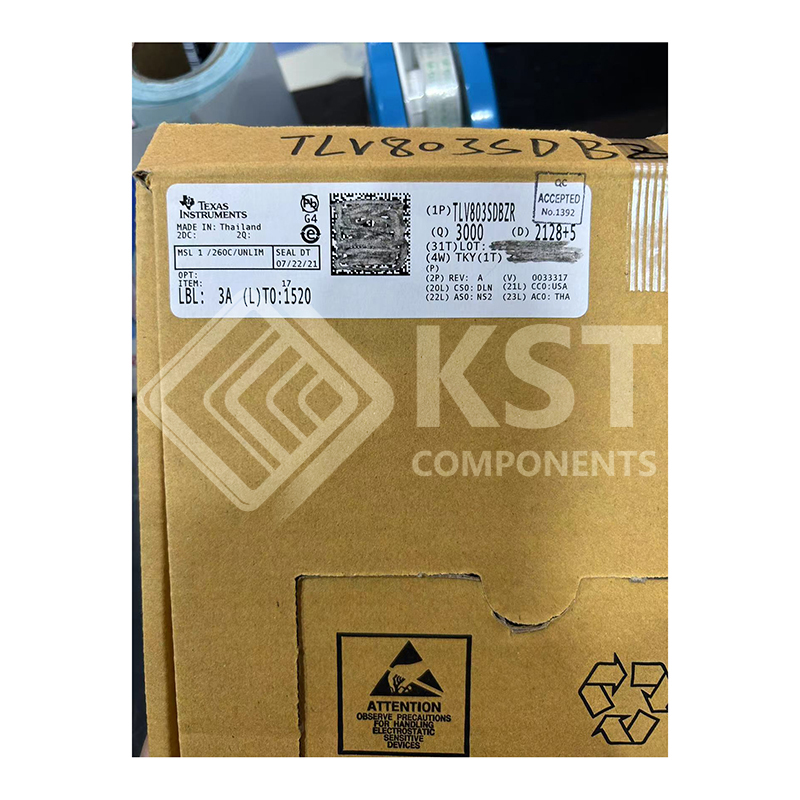 TLV803SDBZ
TEXAS
INSTRUMENTS
MADE IN: Thailand
2DC: 2Q:
MSL 1 /260C/UNLIM
SEAL DT
07/22/21
OPT:
ITEM: 17
LBL: 3A (L)TO:1520
Pb
G4
e
(1P) TLV803SDBZR
(Q) 3000 (D) 2128+5
(31T)LOT:
(4W) TKY(1T)
(P)
(2P) REV: A (V) 0033317
(20L) CSO: DLN (21L) CCO:USA
(22L) ASO: NS2 (23L) ACO: THA
QC
ACCEPTED
No.1392
KST
COMPONENTS
ATTENTION
OBSERVE PRECAUTIONS
FOR HANDLING
ELECTROSTATIC
SENSITIVE
DEVICES